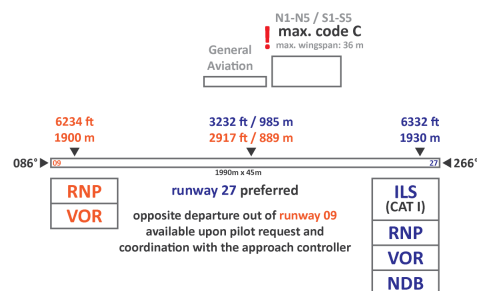 N1-N5 / S1-S5
! max. code C
max. wingspan: 36 m
General
Aviation
6234 ft
1900 m
3232 ft / 985 m
2917 ft / 889 m
6332 ft
1930 m
086°
09
27
266°
1990m x 45m
RNP
VOR
runway 27 preferred
opposite departure out of runway 09
available upon pilot request and
coordination with the approach controller
ILS
(CAT I)
RNP
VOR
NDB